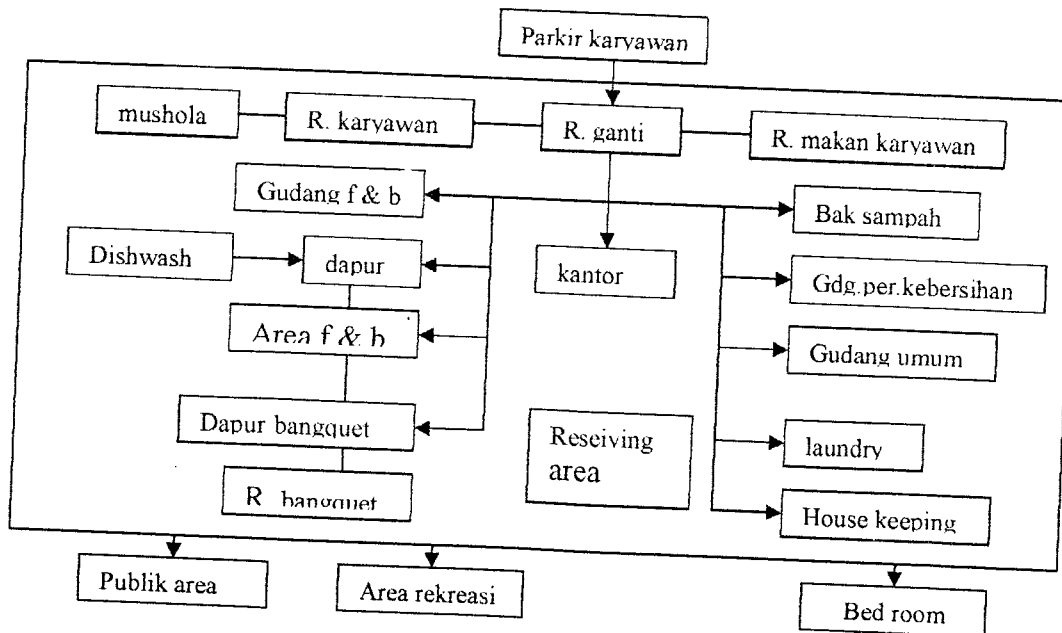 Parkir karyawan
mushola
R. karyawan
R. ganti
R. makan karyawan
Gudang f & b
Bak sampah
Dishwash
dapur
kantor
Gdg.per.kebersihan
Area f & b
Gudang umum
Dapur bangquet
Reseiving
area
laundry
R. bangquet
House keeping
Publik area
Area rekreasi
Bed room